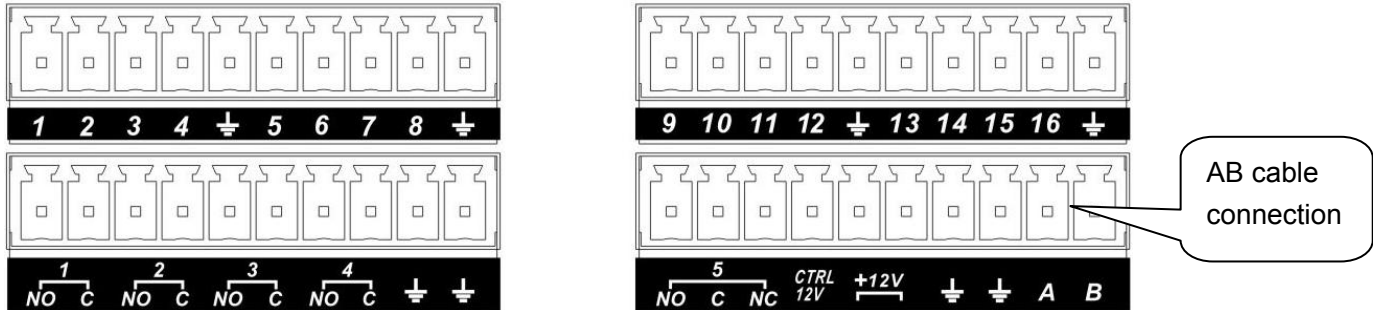 1 2 3 4 5 6 7 8
9 10 11 12 13 14 15 16
AB cable
connection
1 2 3 4
NO C NO C NO C NO C
5
NO C NC CTRL 12V +12V A B